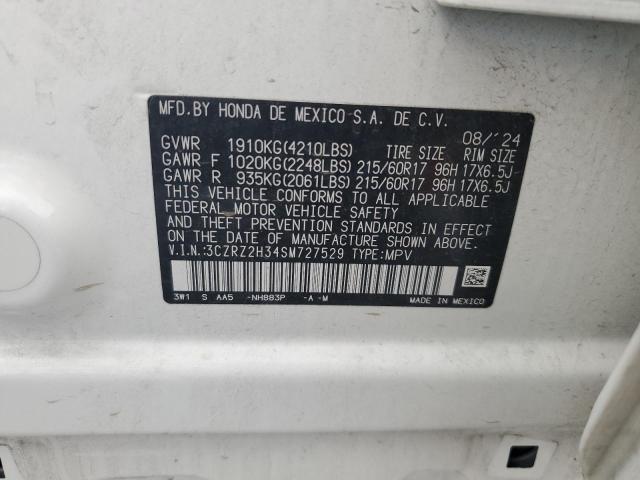 MFD.BY HONDA DE MEXICO S.A. DE C.V.
08/'24
GVWR 1910KG(4210LBS) TIRE SIZE RIM SIZE
GAWR F 1020KG(2248LBS) 215/60R17 96H 17X6.5J
GAWR R 935KG(2061LBS) 215/60R17 96H 17X6.5J
THIS VEHICLE CONFORMS TO ALL APPLICABLE
FEDERAL MOTOR VEHICLE SAFETY
AND THEFT PREVENTION STANDARDS IN EFFECT
ON THE DATE OF MANUFACTURE SHOWN ABOVE.
V.I.N.:3CZRZ2H34SM727529 TYPE:MPV
3W1 S AA5 -NH883P -A-M
MADE IN MEXICO